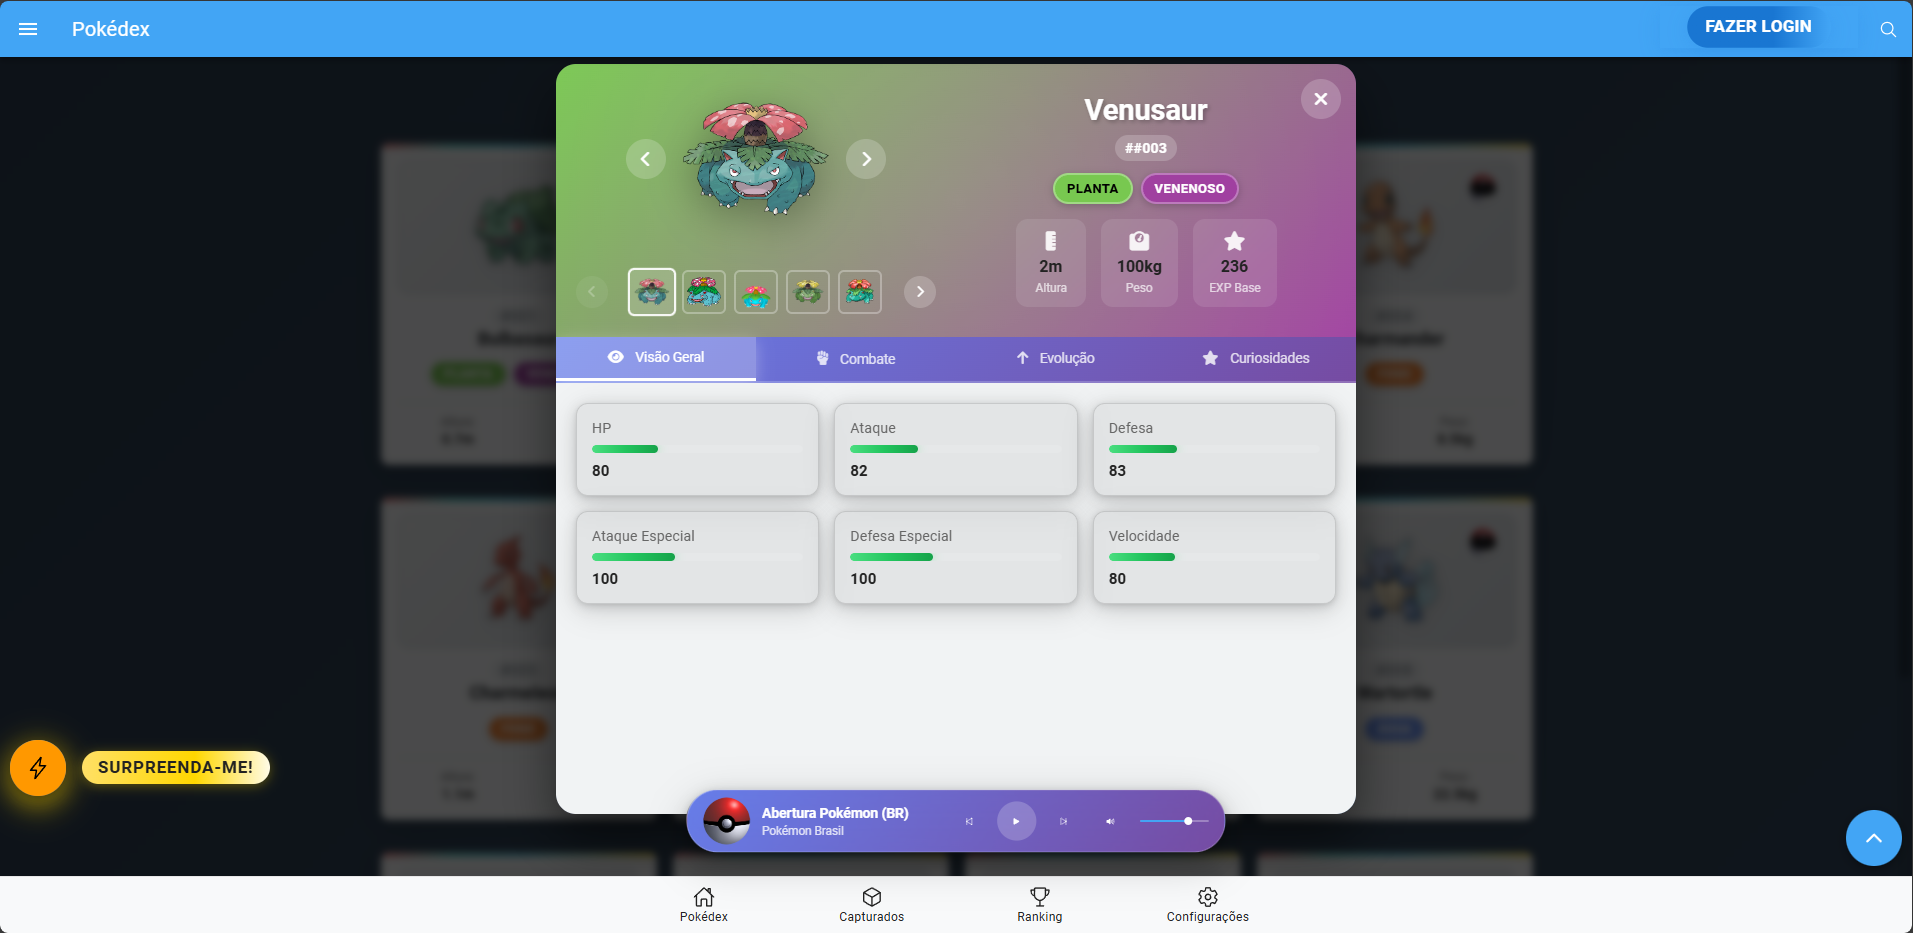 Pokédex
FAZER LOGIN
Venusaur
##003
PLANTA
VENENOSO
2m
Altura
100kg
Peso
236
EXP Base
Visão Geral
Combate
Evolução
Curiosidades
HP
80
Ataque
82
Defesa
83
Ataque Especial
100
Defesa Especial
100
Velocidade
80
SURPREENDA-ME!
Abertura Pokémon (BR)
Pokémon Brasil
Pokédex
Capturados
Ranking
Configurações